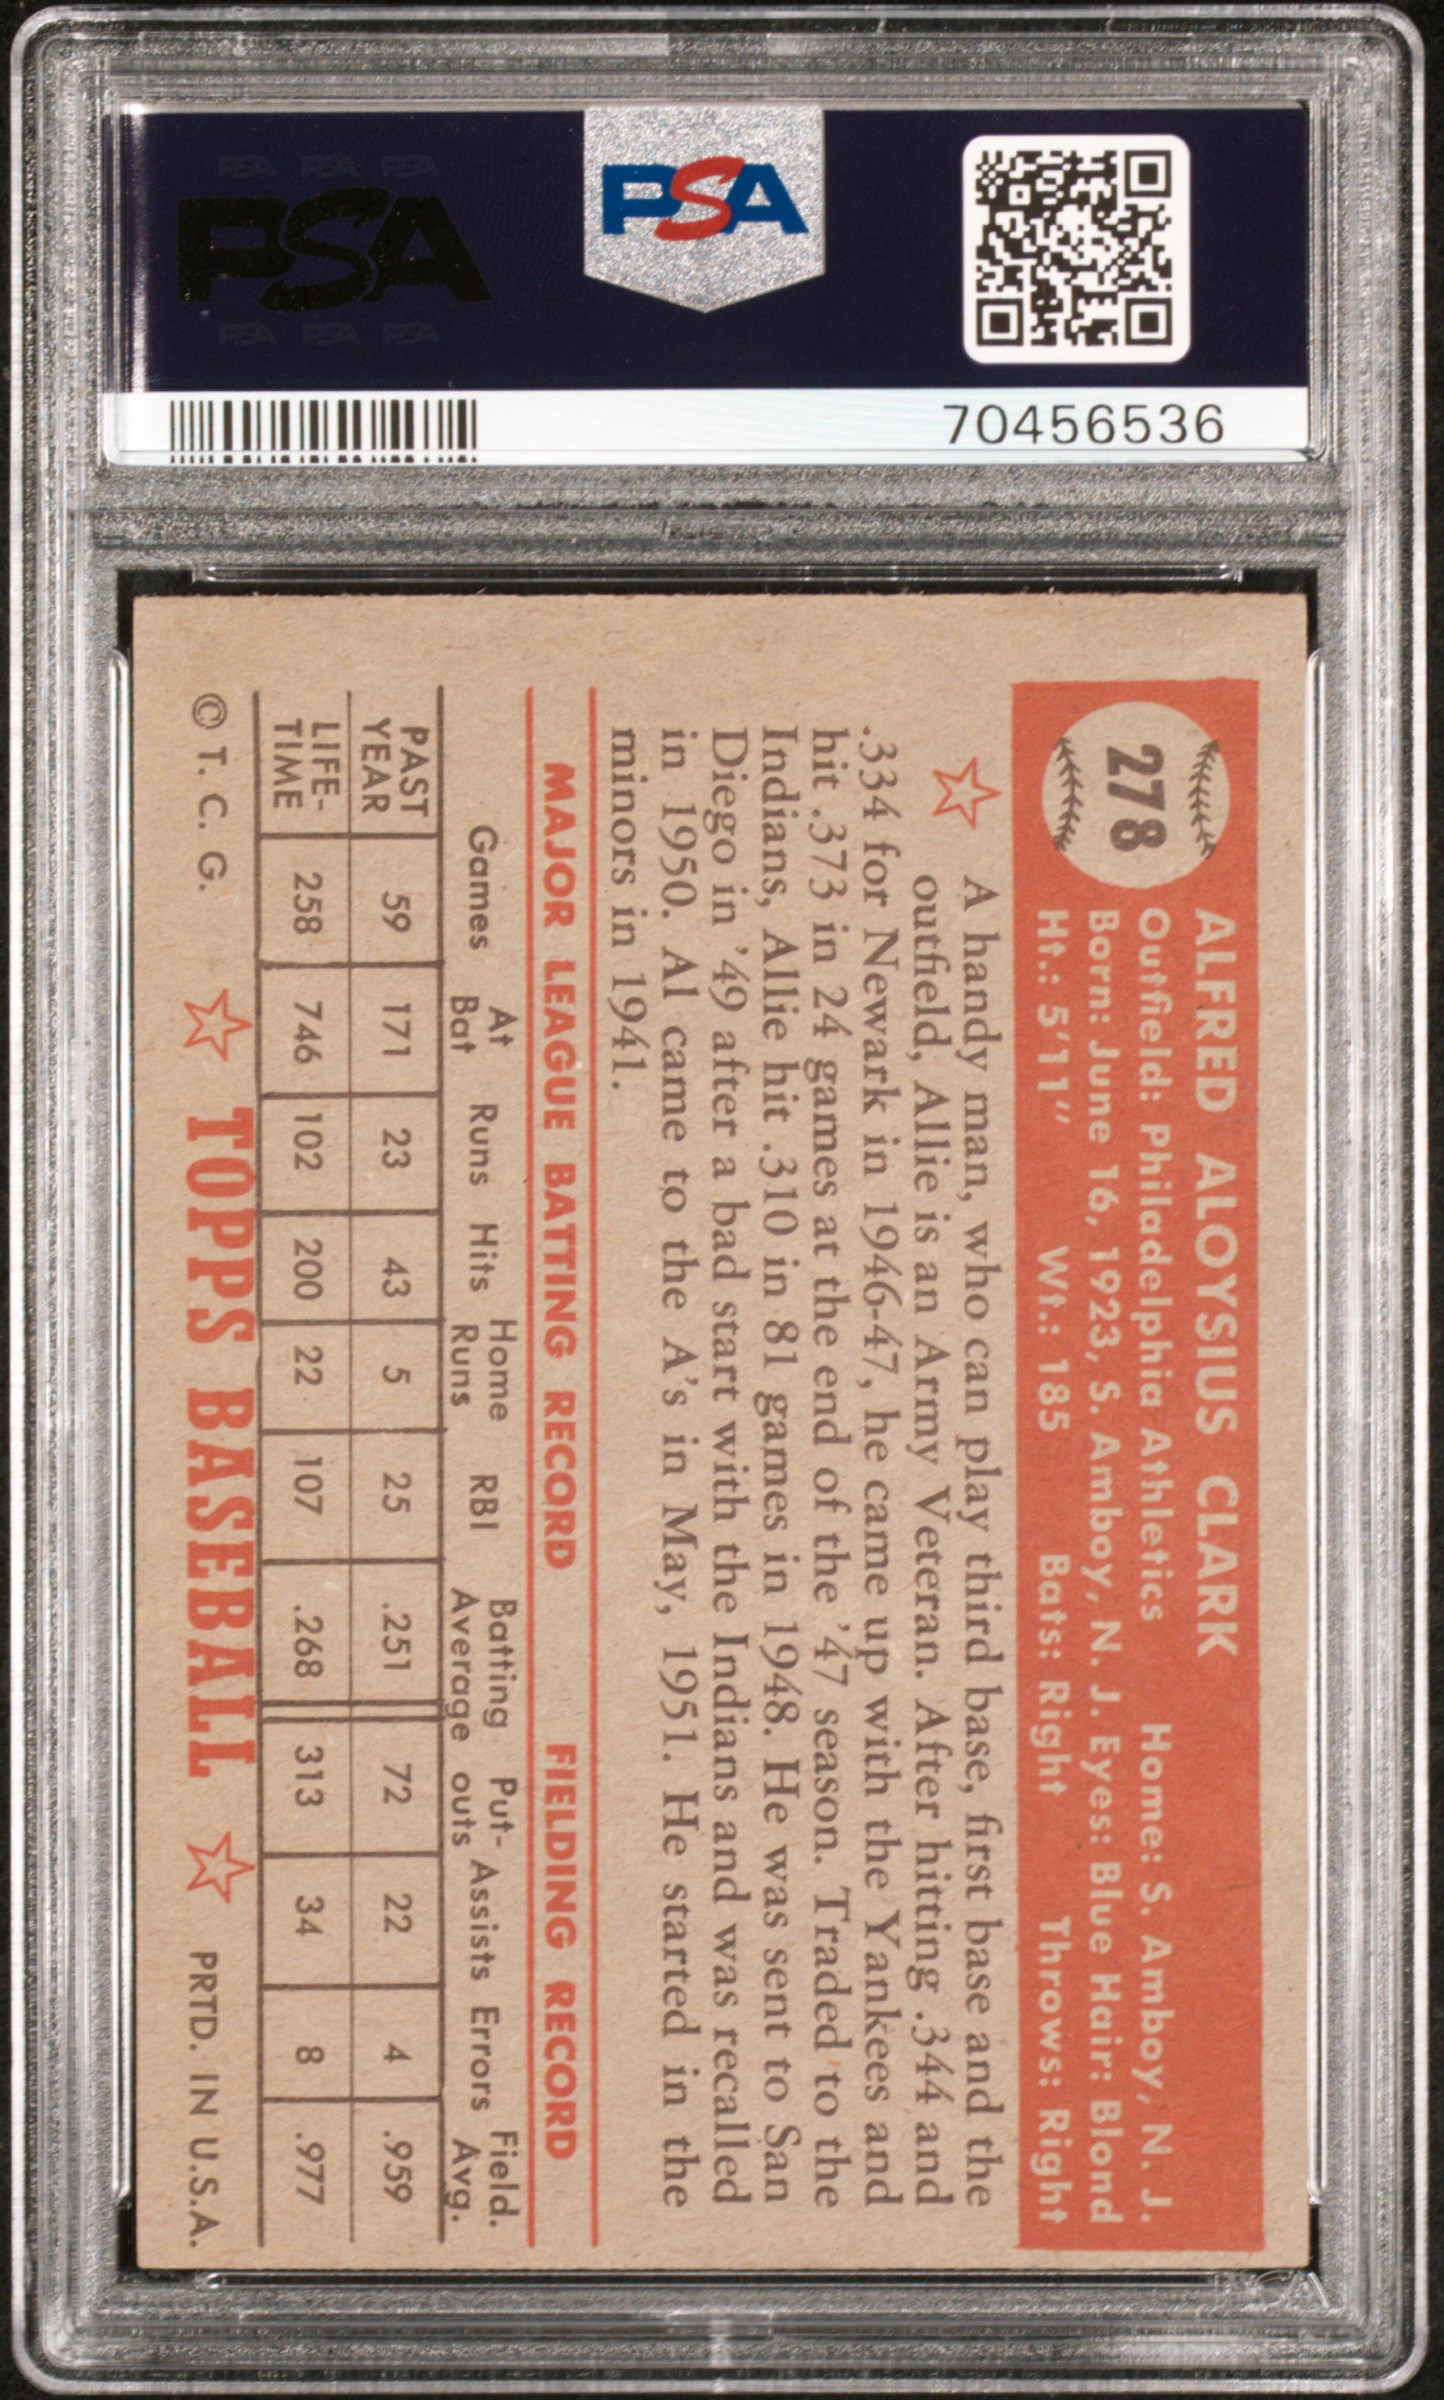 PSA PSA PSA
PSA
PSA PSA PSA
PSA
70456536
278
ALFRED ALOYSIUS CLARK
Outfield: Philadelphia Athletics Home: S. Amboy, N. J.
Born: June 16, 1923, S. Amboy, N. J. Eyes: Blue Hair: Blond
Ht.: 5'11" Wt.: 185 Bats: Right Throws: Right
A handy man, who can play third base, first base and the
outfield, Allie is an Army Veteran. After hitting .344 and
.334 for Newark in 1946-47, he came up with the Yankees and
hit .373 in 24 games at the end of the '47 season. Traded to the
Indians, Allie hit .310 in 81 games in 1948. He was sent to San
Diego in '49 after a bad start with the Indians and was recalled
in 1950. Al came to the A's in May, 1951. He started in the
minors in 1941.
MAJOR LEAGUE BATTING RECORD FIELDING RECORD
Games At Bat Runs Hits Home Runs RBI Batting Average Put-outs Assists Errors Field. Avg.
PAST YEAR 59 171 23 43 5 25 .251 72 22 4 .959
LIFE-TIME 258 746 102 200 22 107 .268 313 34 8 .977
© T. C. G. TOPPS BASEBALL PRTD. IN U.S.A.
PSA